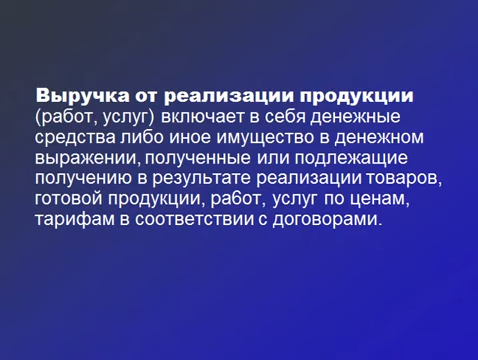 Выручка от реализации продукции
(работ, услуг) включает в себя денежные
средства либо иное имущество в денежном
выражении, полученные или подлежащие
получению в результате реализации товаров,
готовой продукции, работ, услуг по ценам,
тарифам в соответствии с договорами.